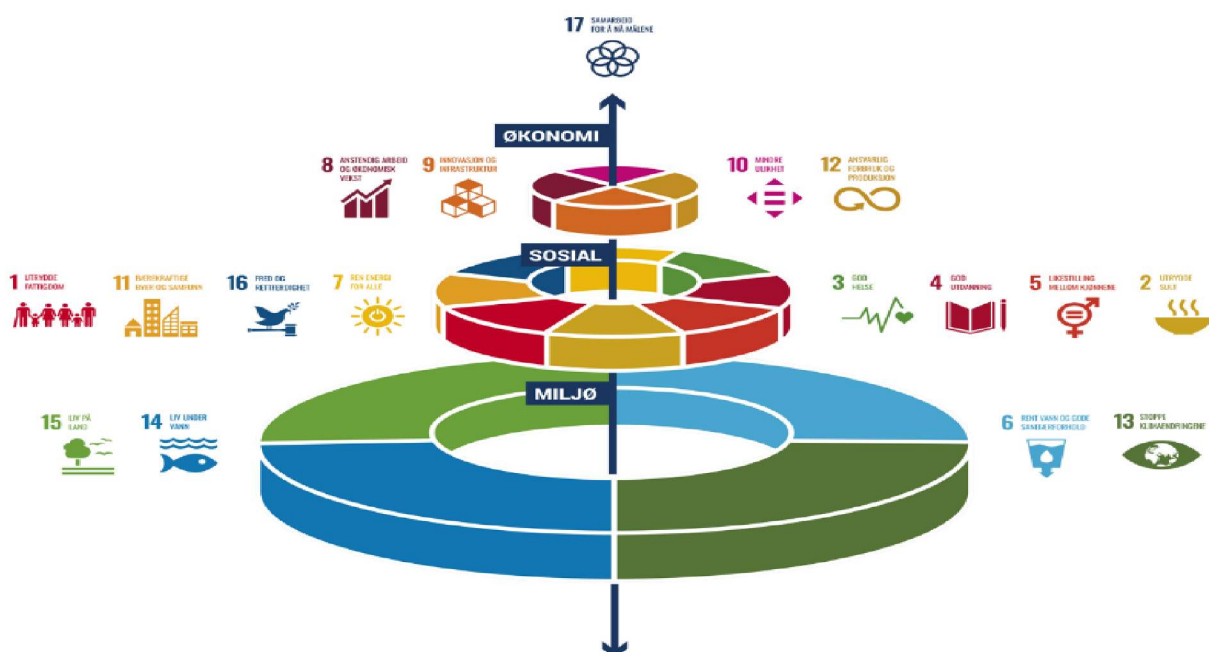 17 SAMARBEID
FOR Å NÅ MÅLENE
ØKONOMI
8 ANSTENDIG ARBEID
OG ØKONOMISK
VEKST
9 INNOVASJON OG
INFRASTRUKTUR
10 MINDRE
ULIKHET
12 ANSVARLIG
FORBRUK OG
PRODUKSJON
SOSIAL
1 UTRYDDE
FATTIGDOM
11 BÆREKRAFTIGE
BYER OG SAMFUNN
16 FRED OG
RETTFERDIGHET
7 REN ENERGI
FOR ALLE
3 GOD
HELSE
4 GOD
UTDANNING
5 LIKESTILLING
MELLOM KJØNNENE
2 UTRYDDE
SULT
MILJØ
15 LIV PÅ
LAND
14 LIV UNDER
VANN
6 RENT VANN OG GODE
SANITÆRFORHOLD
13 STOPPE
KLIMAENDRINGENE